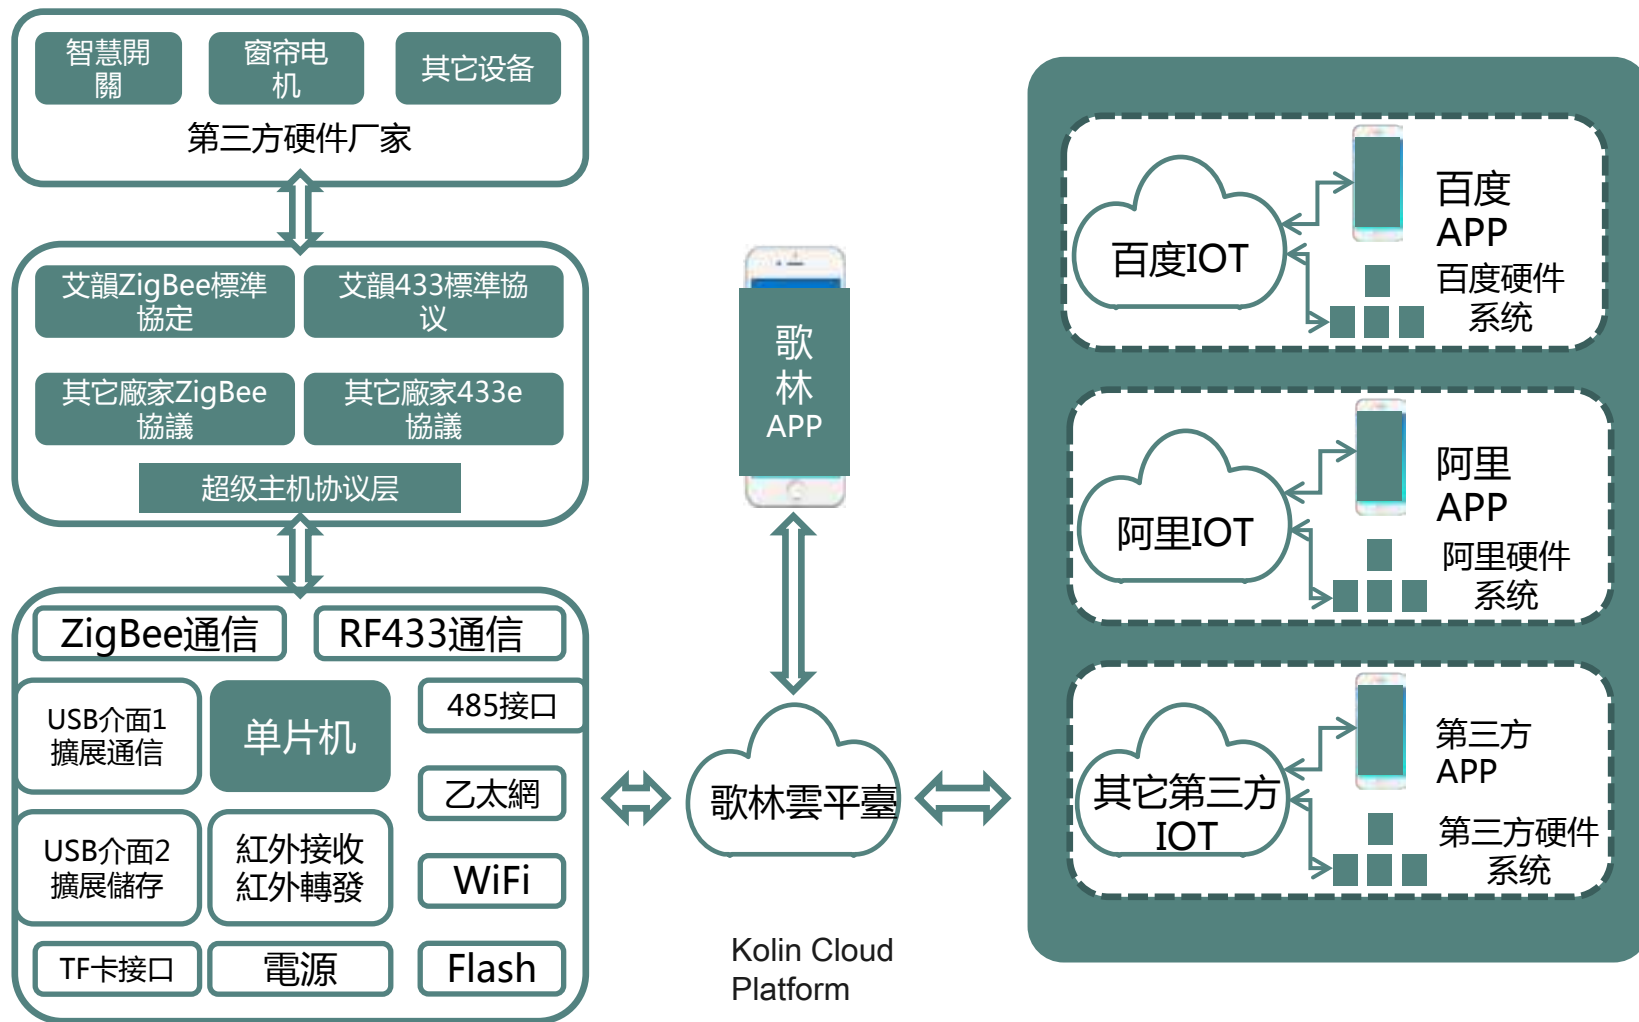 智慧開
關
窗帘电
机
其它设备
第三方硬件厂家
艾韻ZigBee標準
協定
艾韻433標準協
议
其它廠家ZigBee
協議
其它廠家433e
協議
超级主机协议层
ZigBee通信
RF433通信
USB介面1
擴展通信
单片机
485接口
乙太網
USB介面2
擴展儲存
紅外接收
紅外轉發
WiFi
TF卡接口
電源
Flash
歌
林
APP
歌林雲平臺
Kolin Cloud
Platform
百度IOT
百度
APP
百度硬件
系统
阿里IOT
阿里
APP
阿里硬件
系统
其它第三方
IOT
第三方
APP
第三方硬件
系统